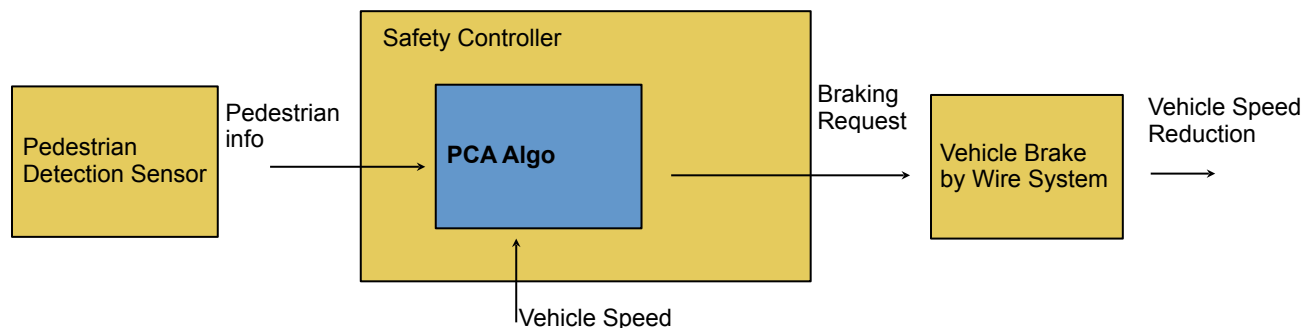 Safety Controller
Pedestrian
Detection Sensor
Pedestrian
info
PCA Algo
Vehicle Speed
Braking
Request
Vehicle Brake
by Wire System
Vehicle Speed
Reduction